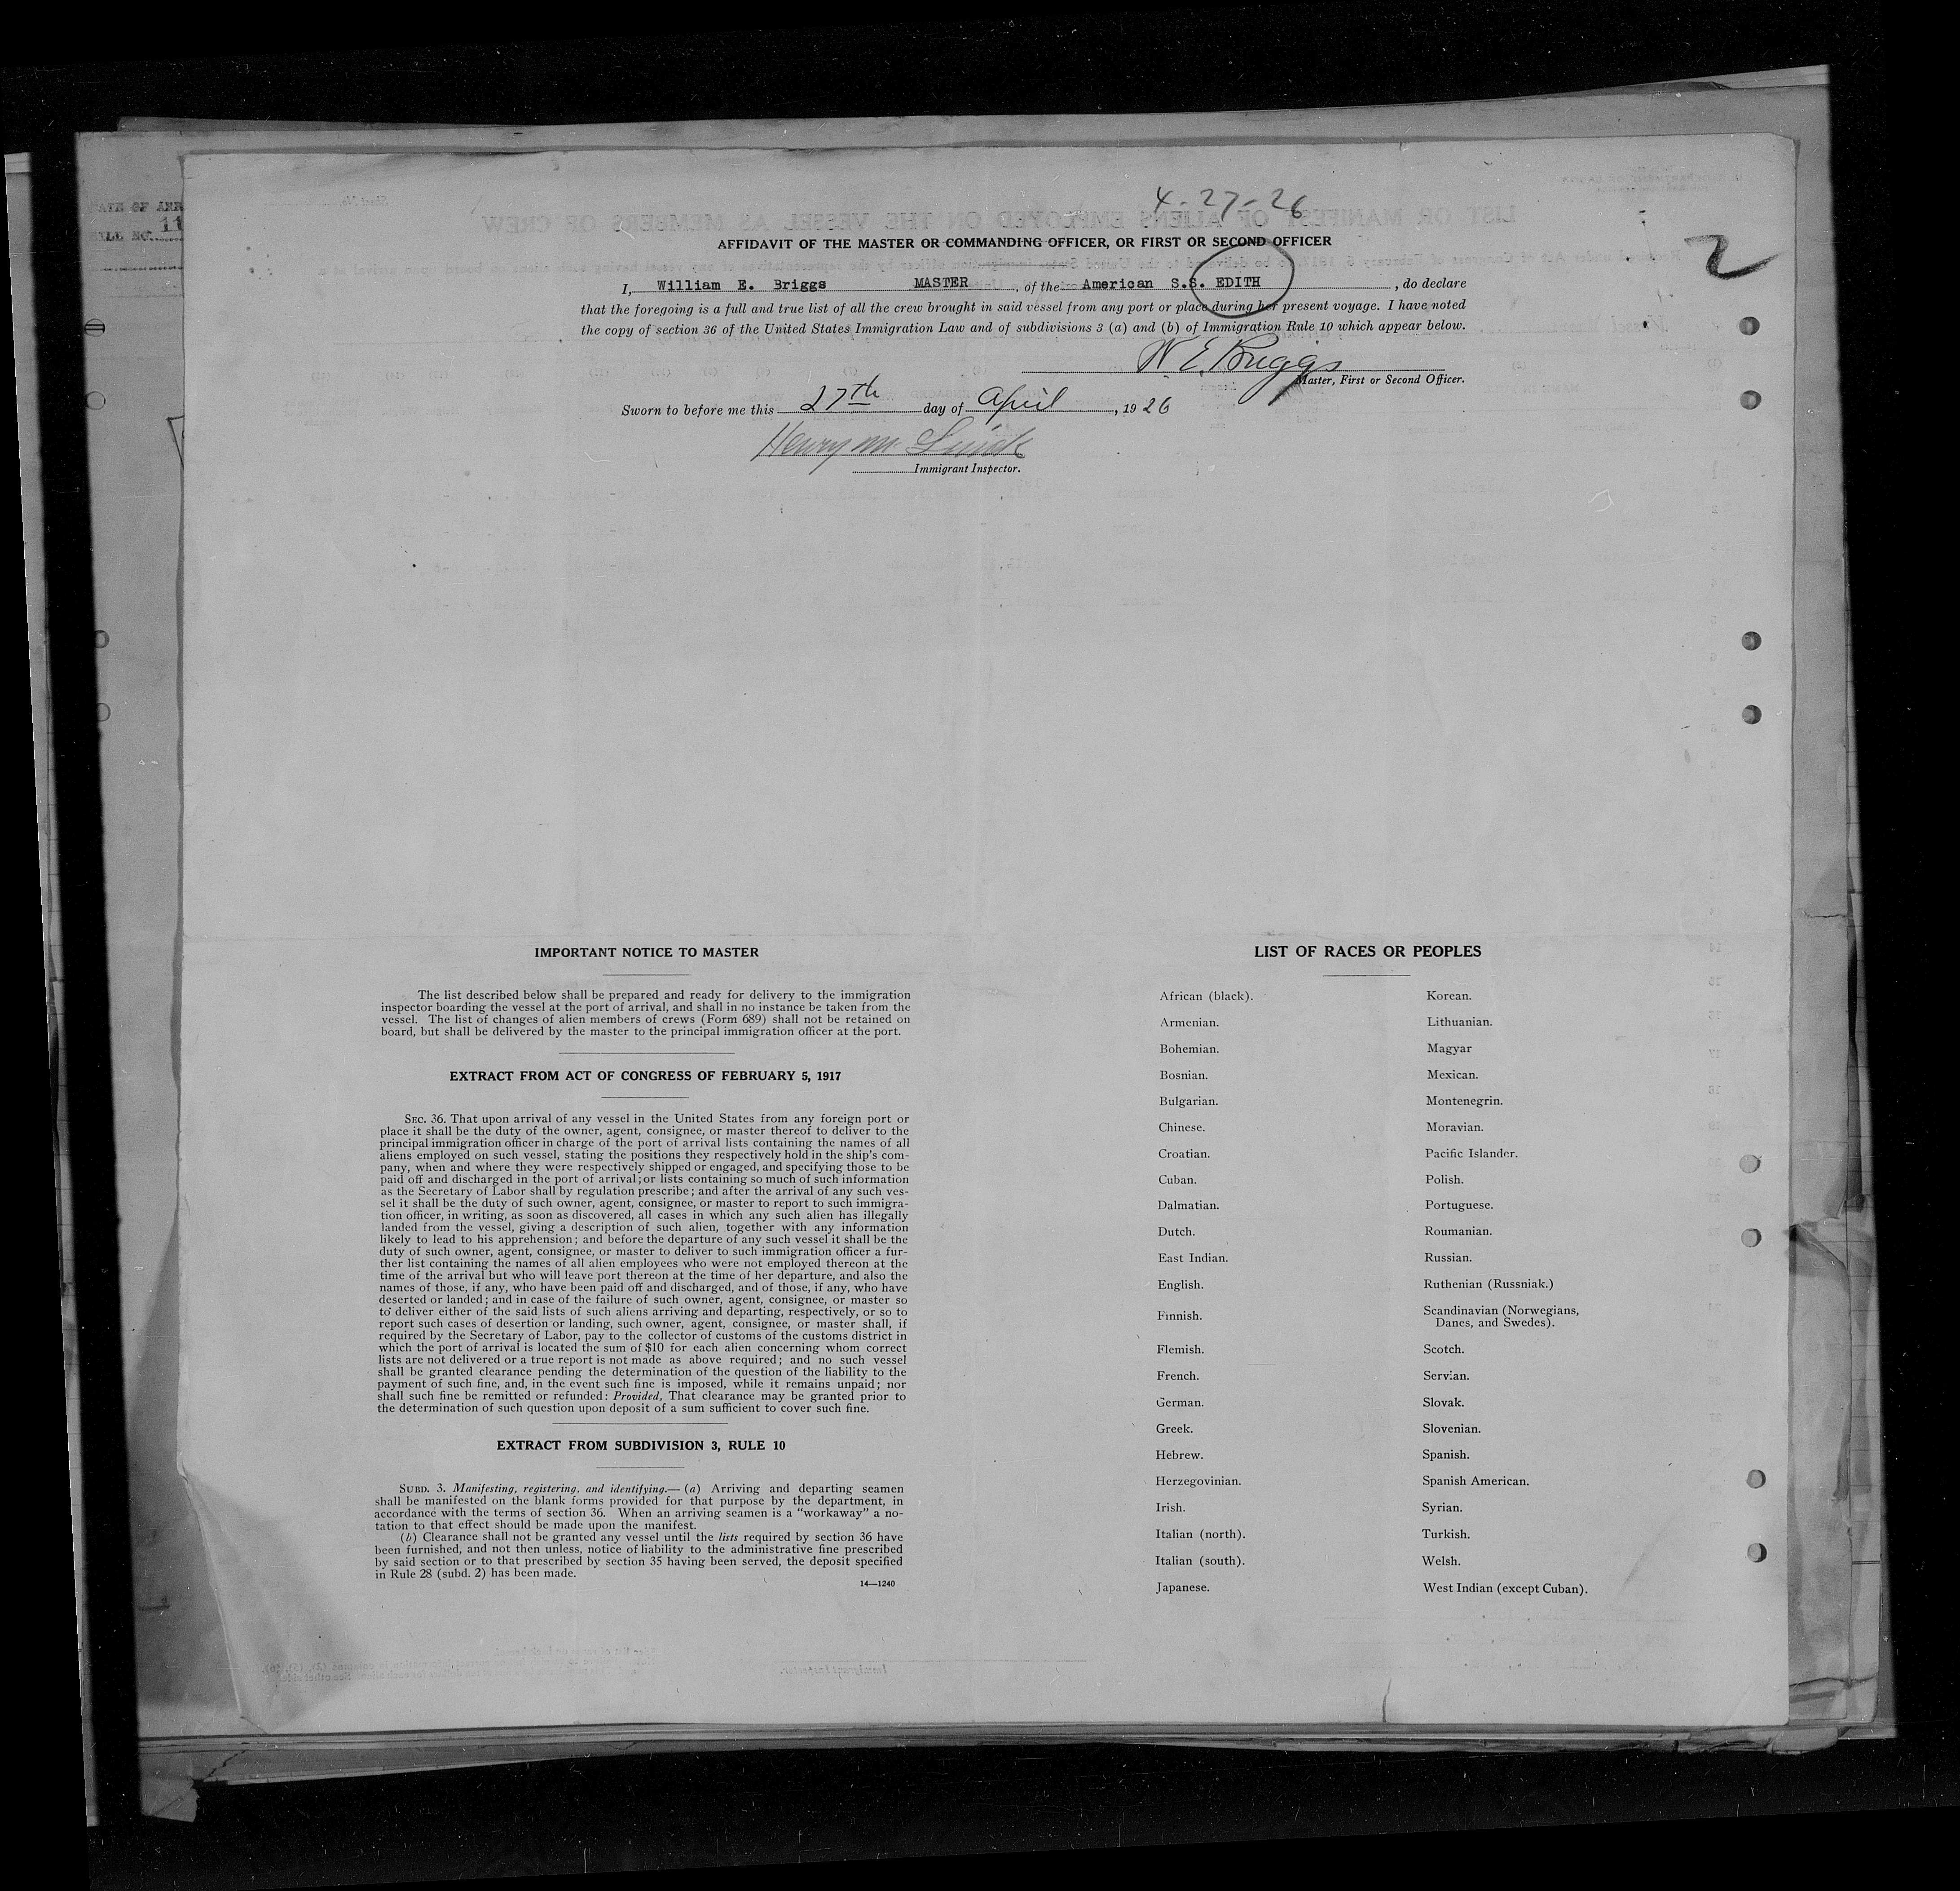 4-27-26
AFFIDAVIT OF THE MASTER OR COMMANDING OFFICER, OR FIRST OR SECOND OFFICER
2
I, William E. Briggs MASTER, of the American S.S. EDITH, do declare
that the foregoing is a full and true list of all the crew brought in said vessel from any port or place during her present voyage. I have noted
the copy of section 36 of the United States Immigration Law and of subdivisions 3 (a) and (b) of Immigration Rule 10 which appear below.
W. E. Briggs
Master, First or Second Officer.
Sworn to before me this 27th day of April, 1926
Henry
Immigrant Inspector.
IMPORTANT NOTICE TO MASTER
The list described below shall be prepared and ready for delivery to the immigration
inspector boarding the vessel at the port of arrival, and shall in no instance be taken from the
vessel. The list of changes of alien members of crews (Form 689) shall not be retained on
board, but shall be delivered by the master to the principal immigration officer at the port.
EXTRACT FROM ACT OF CONGRESS OF FEBRUARY 5, 1917
SEC. 36. That upon arrival of any vessel in the United States from any foreign port or
place it shall be the duty of the owner, agent, consignee, or master thereof to deliver to the
principal immigration officer in charge of the port of arrival lists containing the names of all
aliens employed on such vessel, stating the positions they respectively hold in the ship's com-
pany, when and where they were respectively shipped or engaged, and specifying those to be
paid off and discharged in the port of arrival; or lists containing so much of such information
as the Secretary of Labor shall by regulation prescribe; and after the arrival of any such ves-
sel it shall be the duty of such owner, agent, consignee, or master to report to such immigra-
tion officer, in writing, as soon as discovered, all cases in which any such alien has illegally
landed from the vessel, giving a description of such alien, together with any information
likely to lead to his apprehension; and before the departure of any such vessel it shall be the
duty of such owner, agent, consignee, or master to deliver to such immigration officer a fur-
ther list containing the names of all alien employees who were not employed thereon at the
time of the arrival but who will leave port thereon at the time of her departure, and also the
names of those, if any, who have been paid off and discharged, and of those, if any, who have
deserted or landed; and in case of the failure of such owner, agent, consignee, or master so
to deliver either of the said lists of such aliens arriving and departing, respectively, or so to
report such cases of desertion or landing, such owner, agent, consignee, or master shall, if
required by the Secretary of Labor, pay to the collector of customs of the customs district in
which the port of arrival is located the sum of $10 for each alien concerning whom correct
lists are not delivered or a true report is not made as above required; and no such vessel
shall be granted clearance pending the determination of the question of the liability to the
payment of such fine, and, in the event such fine is imposed, while it remains unpaid; nor
shall such fine be remitted or refunded: Provided, That clearance may be granted prior to
the determination of such question upon deposit of a sum sufficient to cover such fine.
EXTRACT FROM SUBDIVISION 3, RULE 10
SUBD. 3. Manifesting, registering, and identifying.— (a) Arriving and departing seamen
shall be manifested on the blank forms provided for that purpose by the department, in
accordance with the terms of section 36. When an arriving seamen is a "workaway" a no-
tation to that effect should be made upon the manifest.
(b) Clearance shall not be granted any vessel until the lists required by section 36 have
been furnished, and not then unless, notice of liability to the administrative fine prescribed
by said section or to that prescribed by section 35 having been served, the deposit specified
in Rule 28 (subd. 2) has been made.
14—1240
LIST OF RACES OR PEOPLES
African (black).
Armenian.
Bohemian.
Bosnian.
Bulgarian.
Chinese.
Croatian.
Cuban.
Dalmatian.
Dutch.
East Indian.
English.
Finnish.
Flemish.
French.
German.
Greek.
Hebrew.
Herzegovinian.
Irish.
Italian (north).
Italian (south).
Japanese.
Korean.
Lithuanian.
Magyar
Mexican.
Montenegrin.
Moravian.
Pacific Islander.
Polish.
Portuguese.
Roumanian.
Russian.
Ruthenian (Russniak.)
Scandinavian (Norwegians,
Danes, and Swedes).
Scotch.
Servian.
Slovak.
Slovenian.
Spanish.
Spanish American.
Syrian.
Turkish.
Welsh.
West Indian (except Cuban).